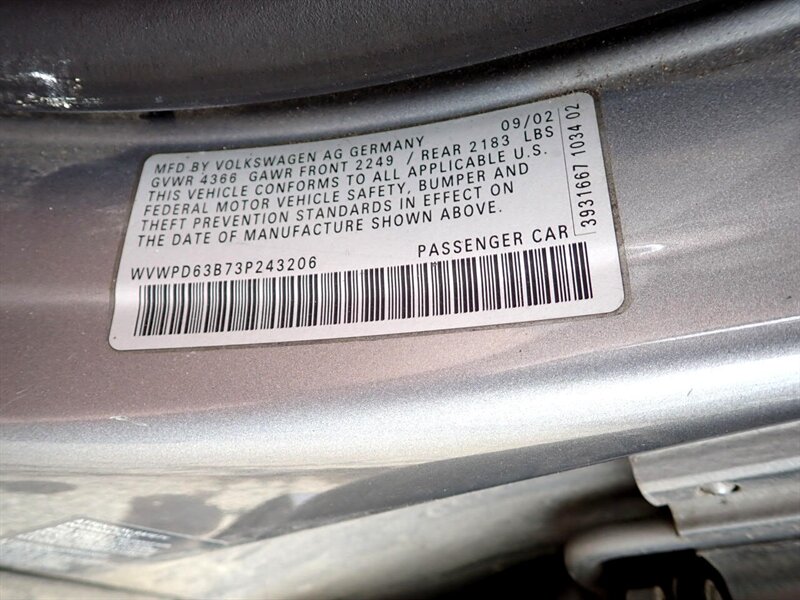 MFD BY VOLKSWAGEN AG GERMANY 09/02
GVWR 4366 GAWR FRONT 2249 / REAR 2183 LBS
THIS VEHICLE CONFORMS TO ALL APPLICABLE U.S.
FEDERAL MOTOR VEHICLE SAFETY, BUMPER AND
THEFT PREVENTION STANDARDS IN EFFECT ON
THE DATE OF MANUFACTURE SHOWN ABOVE.
WVWPD63B73P243206 PASSENGER CAR
3931667 1034 02